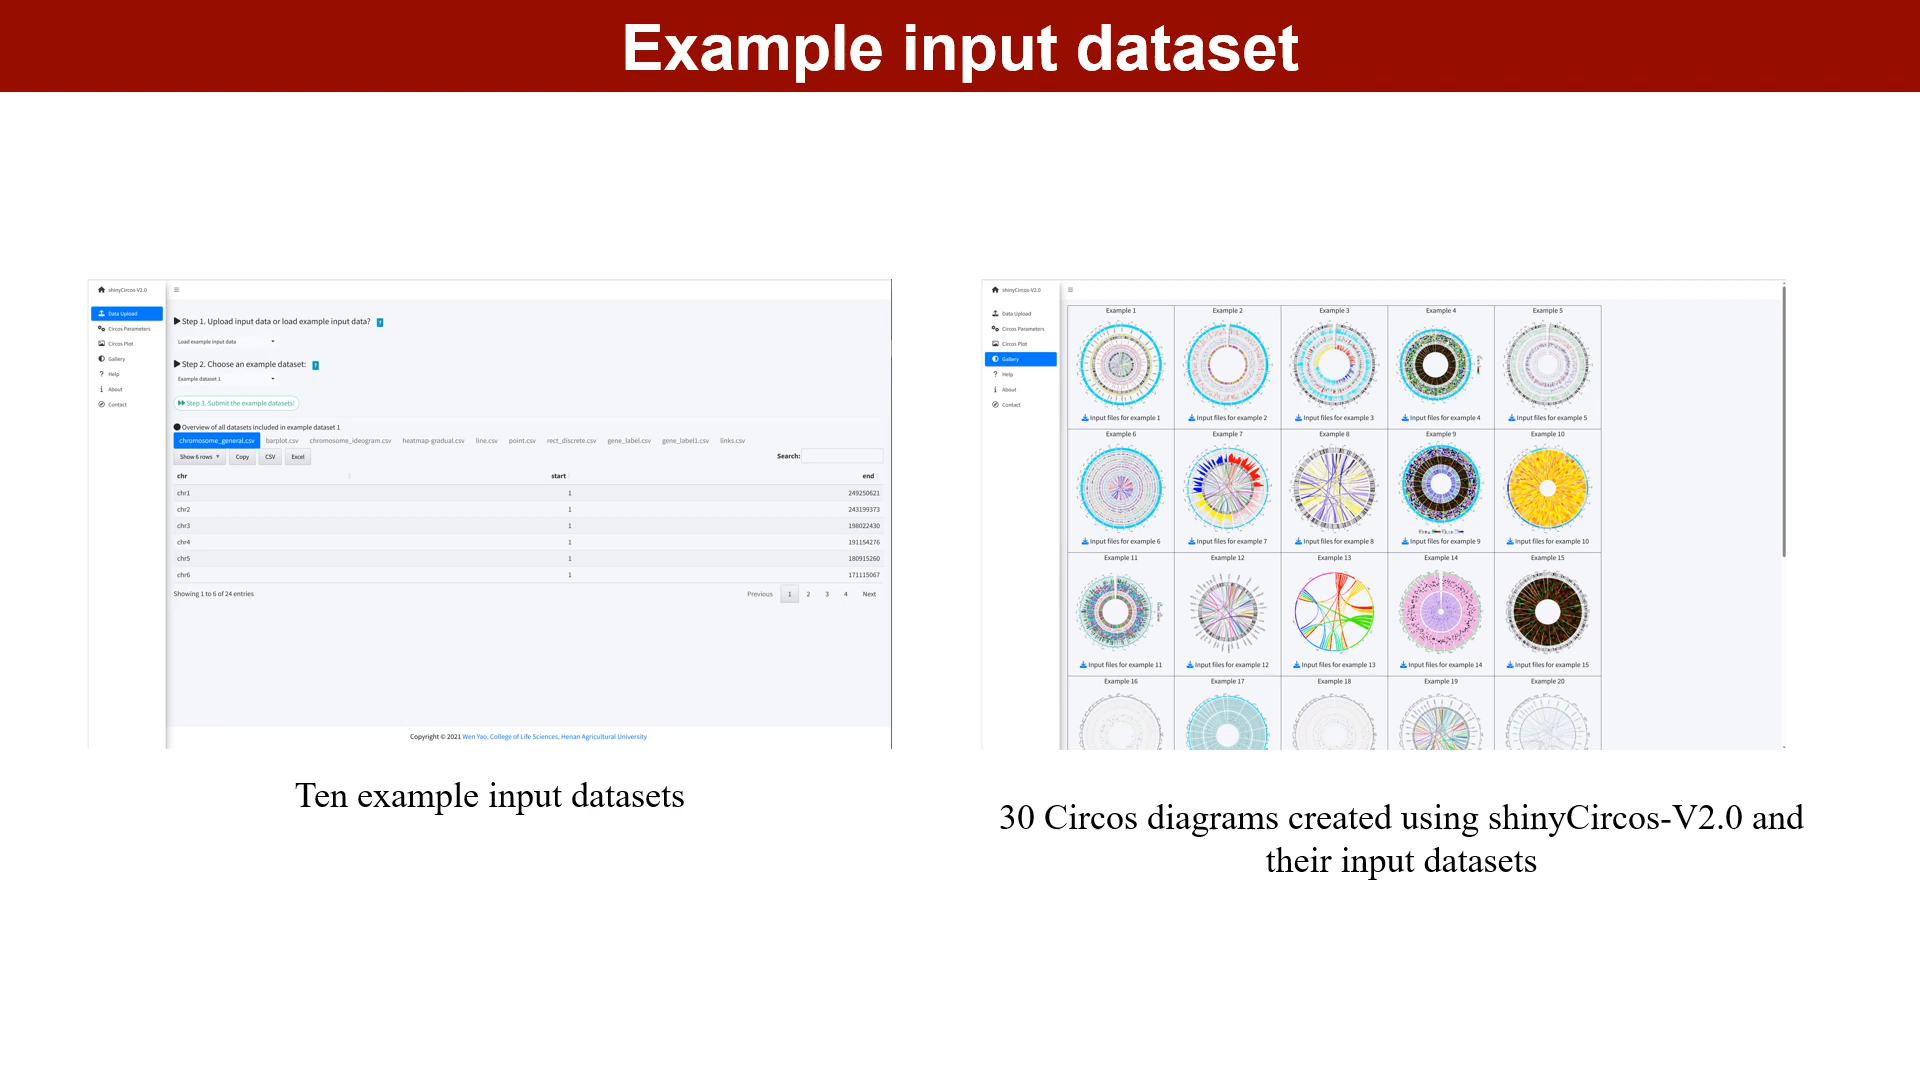 Example input dataset
shinyCircos-V2.0
Data Upload
Circos Parameters
Circos Plot
Gallery
Help
About
Contact
Step 1. Upload input data or load example input data?
Load example input data
Step 2. Choose an example dataset:
Example dataset 1
Step 3. Submit the example datasets!
Overview of all datasets included in example dataset 1
chromosome_general.csv barplot.csv chromosome_ideogram.csv heatmap-gradual.csv line.csv point.csv rect_discrete.csv gene_label.csv gene_label1.csv links.csv
Show 6 rows Copy CSV Excel Search:
chr start end
chr1 1 249250621
chr2 1 243199373
chr3 1 198022430
chr4 1 191154276
chr5 1 180915260
chr6 1 171115067
Showing 1 to 6 of 24 entries Previous 1 2 3 4 Next
Copyright © 2021 Wen Yao, College of Life Sciences, Henan Agricultural University
Ten example input datasets
shinyCircos-V2.0
Data Upload
Circos Parameters
Circos Plot
Gallery
Help
About
Contact
Example 1 Example 2 Example 3 Example 4 Example 5
Input files for example 1 Input files for example 2 Input files for example 3 Input files for example 4 Input files for example 5
Example 6 Example 7 Example 8 Example 9 Example 10
Input files for example 6 Input files for example 7 Input files for example 8 Input files for example 9 Input files for example 10
Example 11 Example 12 Example 13 Example 14 Example 15
Input files for example 11 Input files for example 12 Input files for example 13 Input files for example 14 Input files for example 15
Example 16 Example 17 Example 18 Example 19 Example 20
30 Circos diagrams created using shinyCircos-V2.0 and
their input datasets